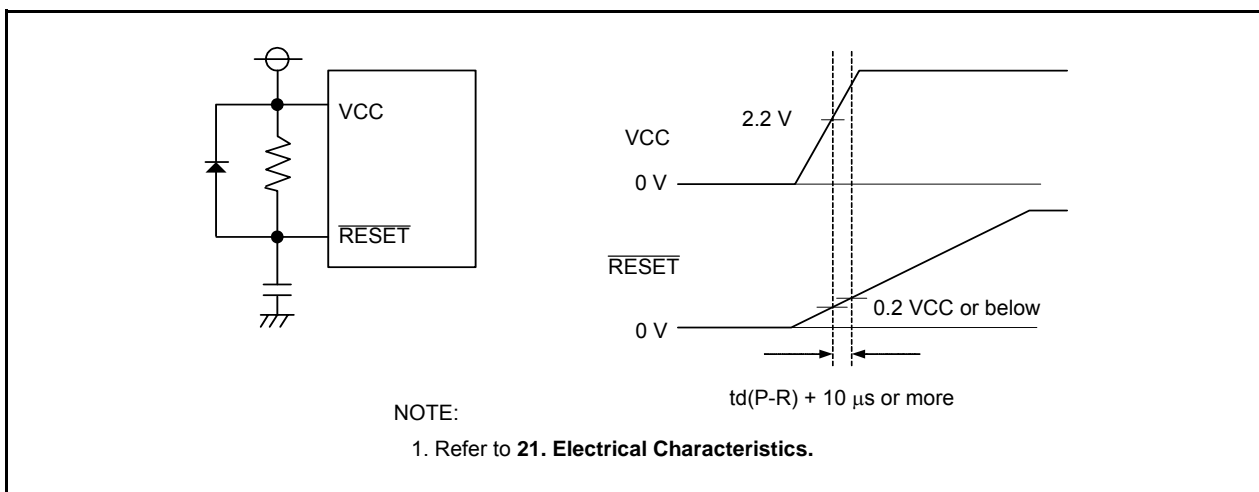 VCC
RESET
2.2 V
VCC
0 V
RESET
0.2 VCC or below
0 V
td(P-R) + 10 μs or more
NOTE:
1. Refer to 21. Electrical Characteristics.